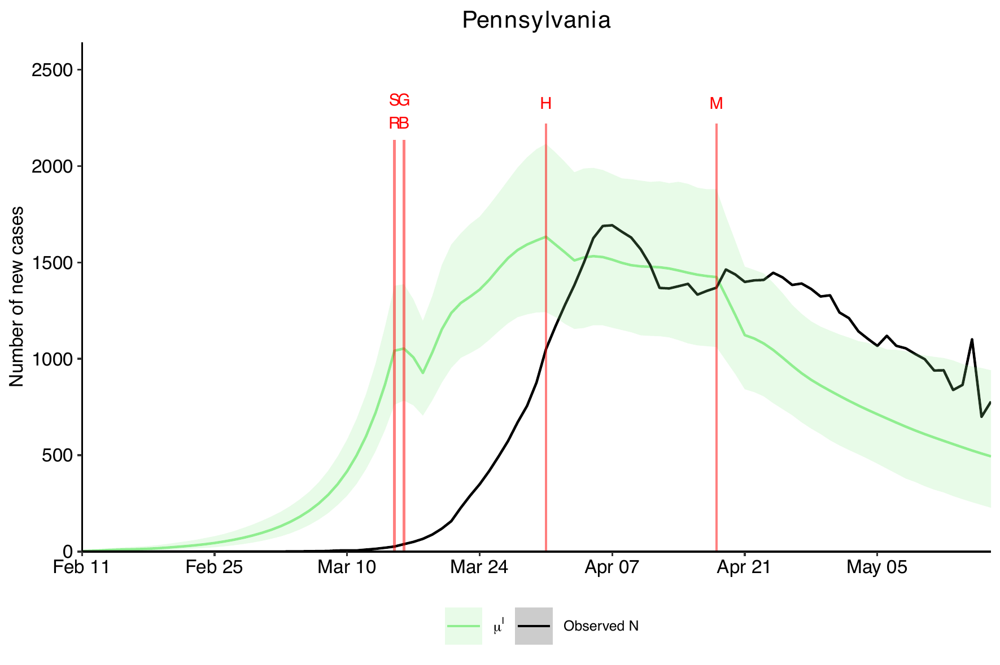 Pennsylvania
Number of new cases
2500
2000
1500
1000
500
0
SG
RB
H
M
Feb 11 Feb 25 Mar 10 Mar 24 Apr 07 Apr 21 May 05
μᴵ Observed N